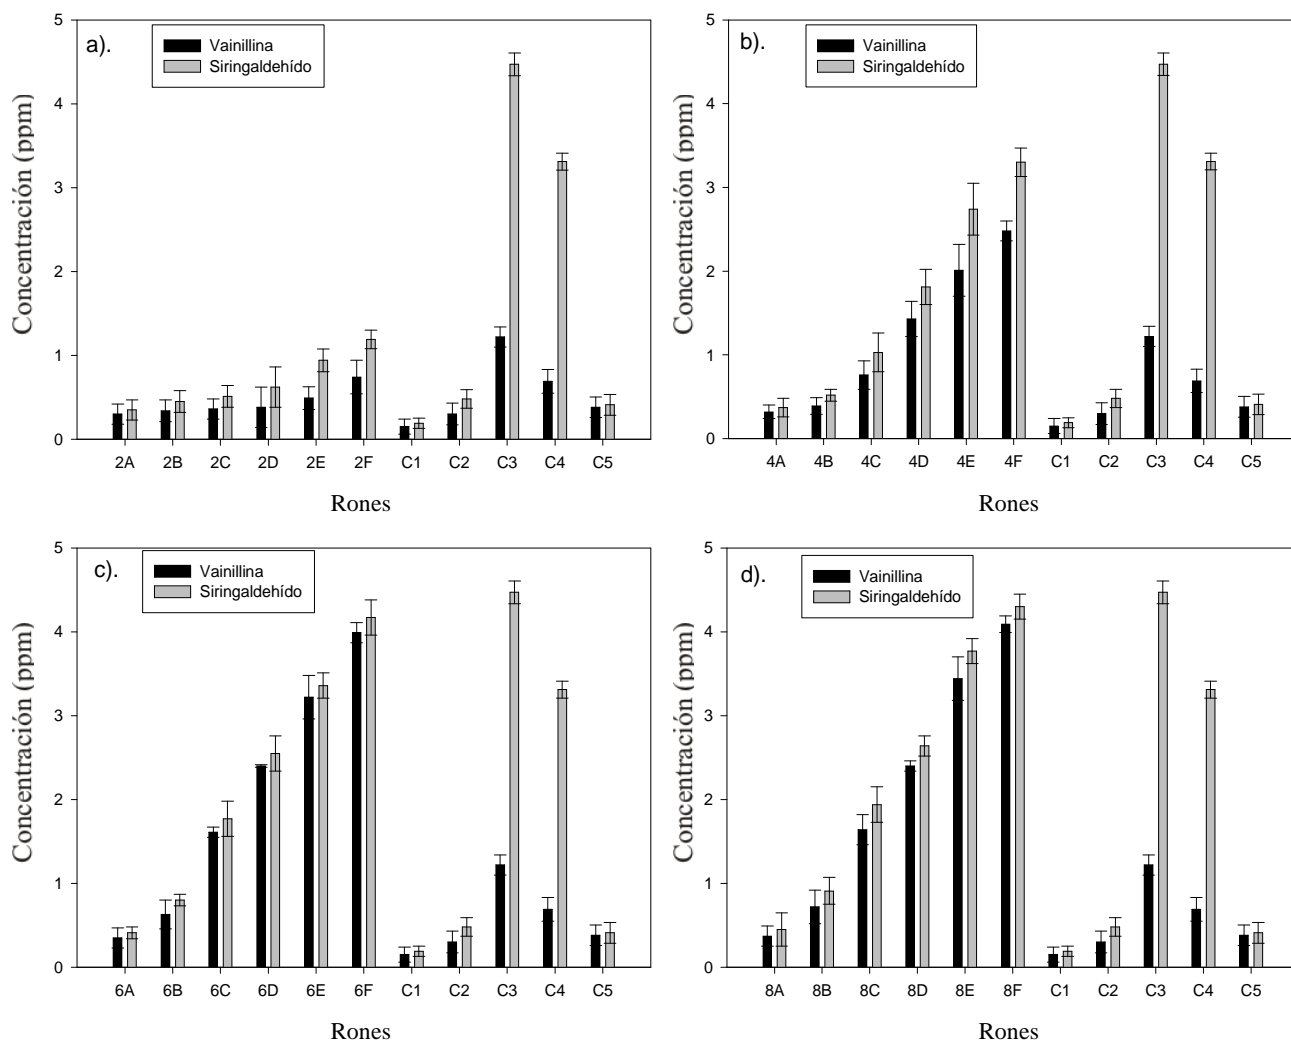 a).
Vainillina
Siringaldehído
Concentración (ppm)
5
4
3
2
1
0
2A 2B 2C 2D 2E 2F C1 C2 C3 C4 C5
Rones
b).
Vainillina
Siringaldehído
Concentración (ppm)
5
4
3
2
1
0
4A 4B 4C 4D 4E 4F C1 C2 C3 C4 C5
Rones
c).
Vainillina
Siringaldehído
Concentración (ppm)
5
4
3
2
1
0
6A 6B 6C 6D 6E 6F C1 C2 C3 C4 C5
Rones
d).
Vainillina
Siringaldehído
Concentración (ppm)
5
4
3
2
1
0
8A 8B 8C 8D 8E 8F C1 C2 C3 C4 C5
Rones